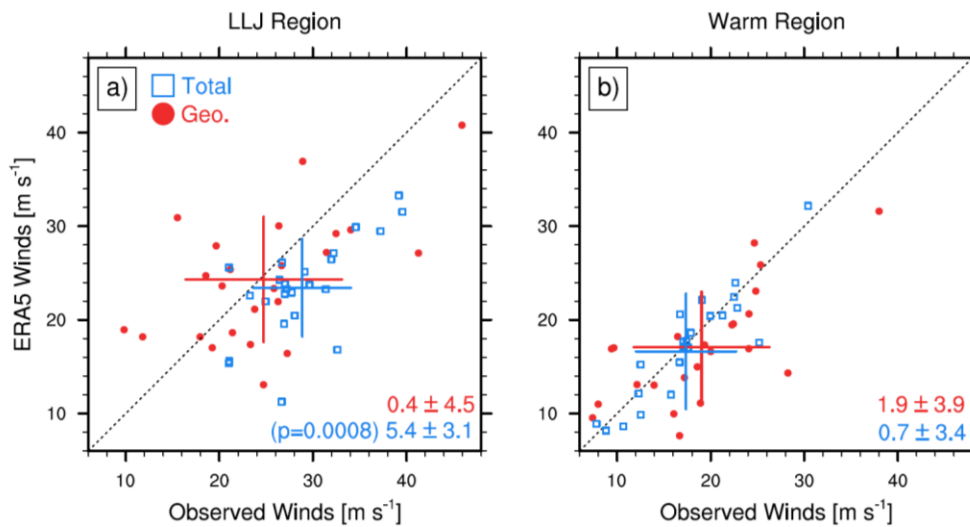 LLJ Region
Warm Region
a)
Total
Geo.
b)
ERA5 Winds [m s⁻¹]
40
30
20
10
40
30
20
10
0.4 ± 4.5
(p=0.0008) 5.4 ± 3.1
1.9 ± 3.9
0.7 ± 3.4
10 20 30 40
10 20 30 40
Observed Winds [m s⁻¹]
Observed Winds [m s⁻¹]